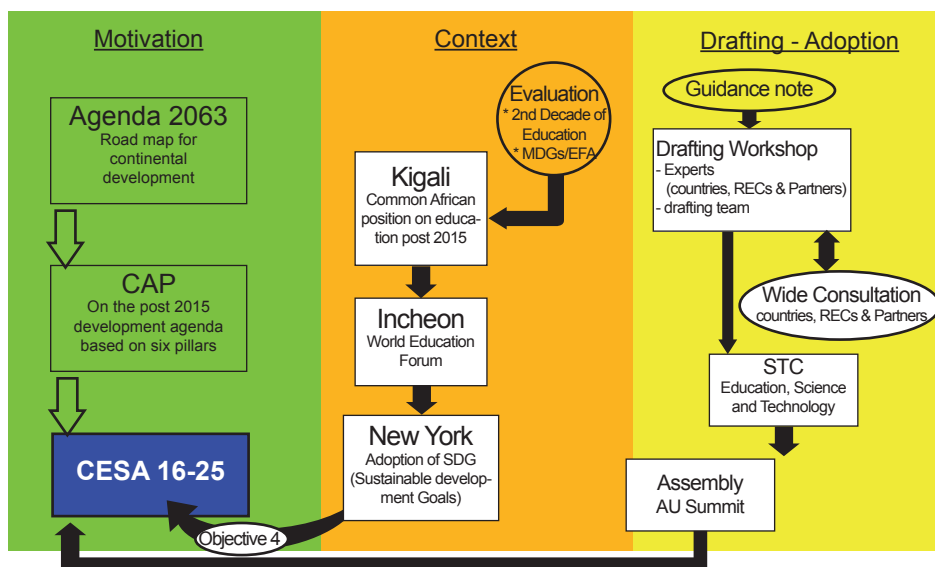 Motivation
Agenda 2063
Road map for
continental
development
CAP
On the post 2015
development agenda
based on six pillars
CESA 16-25
Context
Evaluation
* 2nd Decade of
Education
* MDGs/EFA
Kigali
Common African
position on educa-
tion post 2015
Incheon
World Education
Forum
New York
Adoption of SDG
(Sustainable develop-
ment Goals)
Objective 4
Drafting - Adoption
Guidance note
Drafting Workshop
- Experts
(countries, RECs & Partners)
- drafting team
Wide Consultation
countries, RECs & Partners
STC
Education, Science
and Technology
Assembly
AU Summit